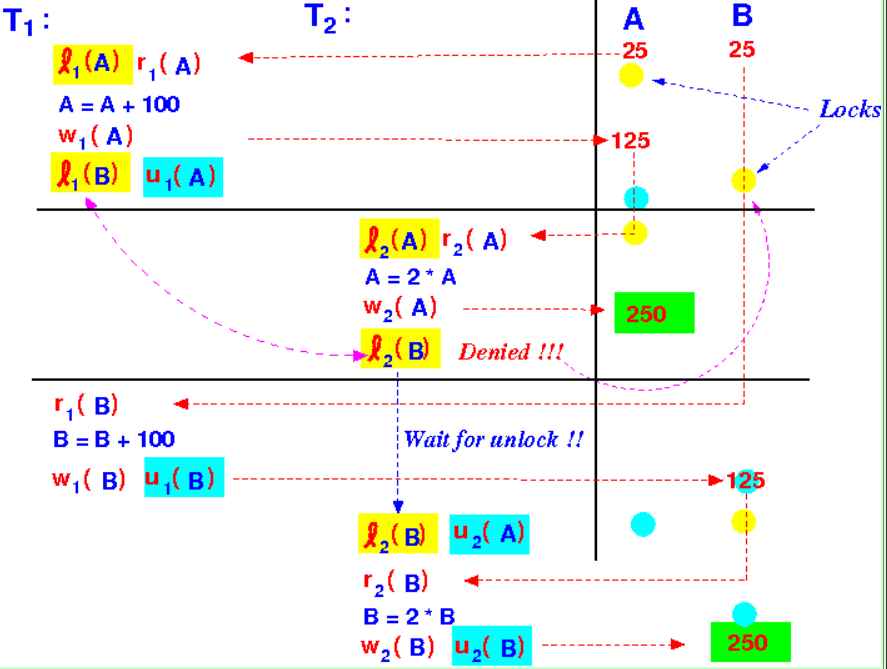 T₁: T₂: A B
ℓ₁(A) r₁(A) 25 25
A = A + 100
Locks
w₁(A) 125
ℓ₁(B) u₁(A)
ℓ₂(A) r₂(A)
A = 2 * A
w₂(A) 250
ℓ₂(B) Denied !!!
r₁(B)
B = B + 100 Wait for unlock !!
w₁(B) u₁(B) 125
ℓ₂(B) u₂(A)
r₂(B)
B = 2 * B
w₂(B) u₂(B) 250